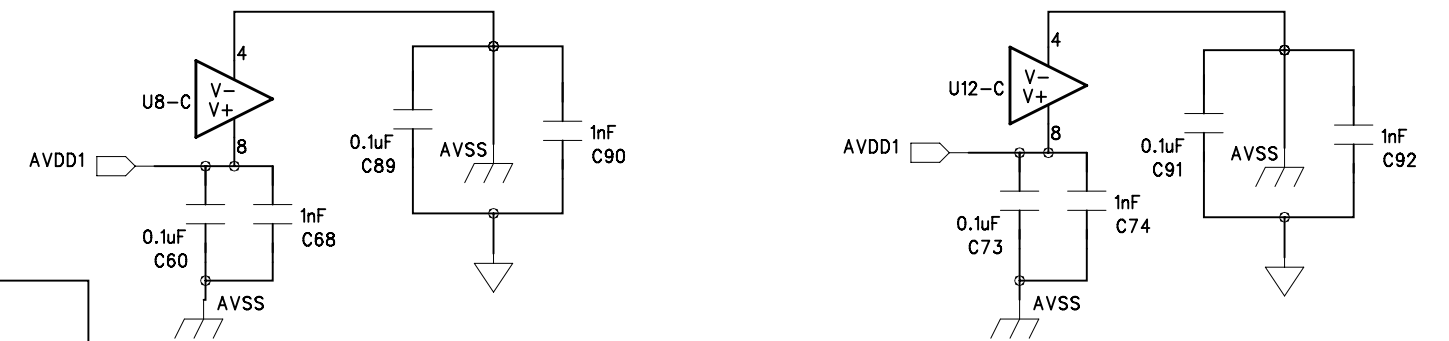 4
V-
V+
U8-C
8
AVDD1
0.1uF
C60
1nF
C68
AVSS
0.1uF
C89
AVSS
1nF
C90
4
V-
V+
U12-C
8
AVDD1
0.1uF
C73
1nF
C74
AVSS
0.1uF
C91
AVSS
1nF
C92